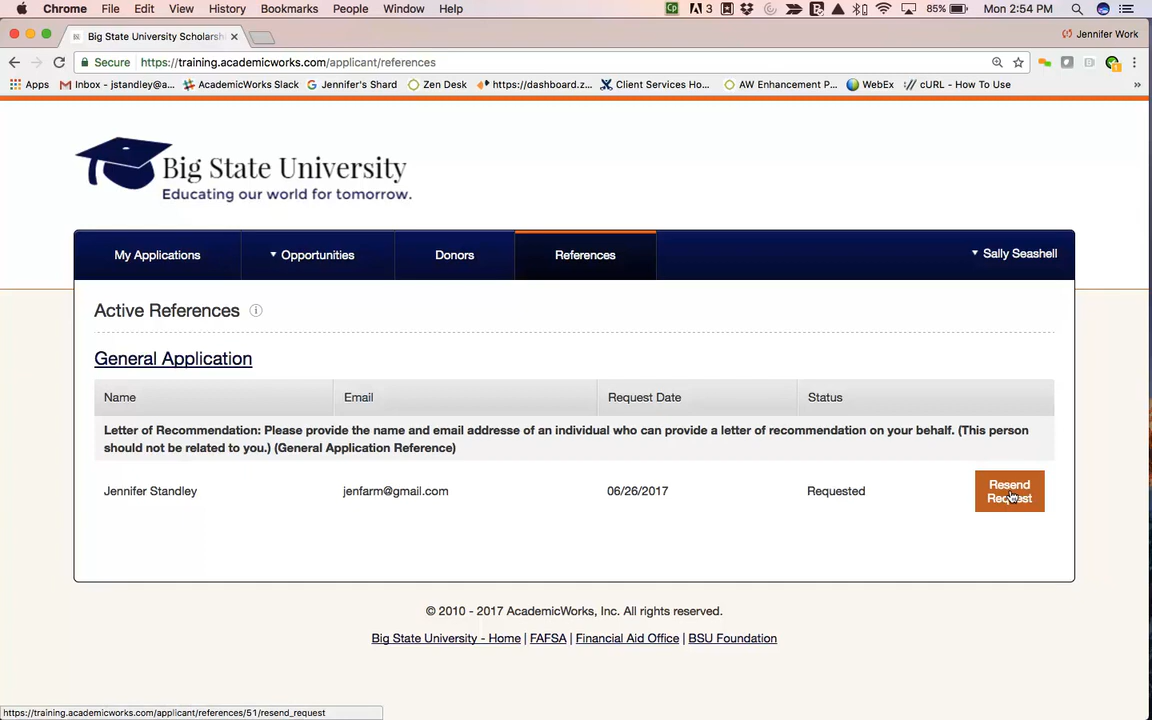 Chrome File Edit View History Bookmarks People Window Help 3 85% Mon 2:54 PM
Big State University Scholarsh Jennifer Work
Secure https://training.academicworks.com/applicant/references
Apps Inbox - jstandley@a... AcademicWorks Slack Jennifer's Shard Zen Desk https://dashboard.z... Client Services Ho... AW Enhancement P... WebEx cURL - How To Use »
Big State University
Educating our world for tomorrow.
My Applications Opportunities Donors References Sally Seashell
Active References
General Application
Name Email Request Date Status
Letter of Recommendation: Please provide the name and email addresse of an individual who can provide a letter of recommendation on your behalf. (This person
should not be related to you.) (General Application Reference)
Jennifer Standley jenfarm@gmail.com 06/26/2017 Requested Resend
Request
© 2010 - 2017 AcademicWorks, Inc. All rights reserved.
Big State University - Home | FAFSA | Financial Aid Office | BSU Foundation
https://training.academicworks.com/applicant/references/51/resend_request